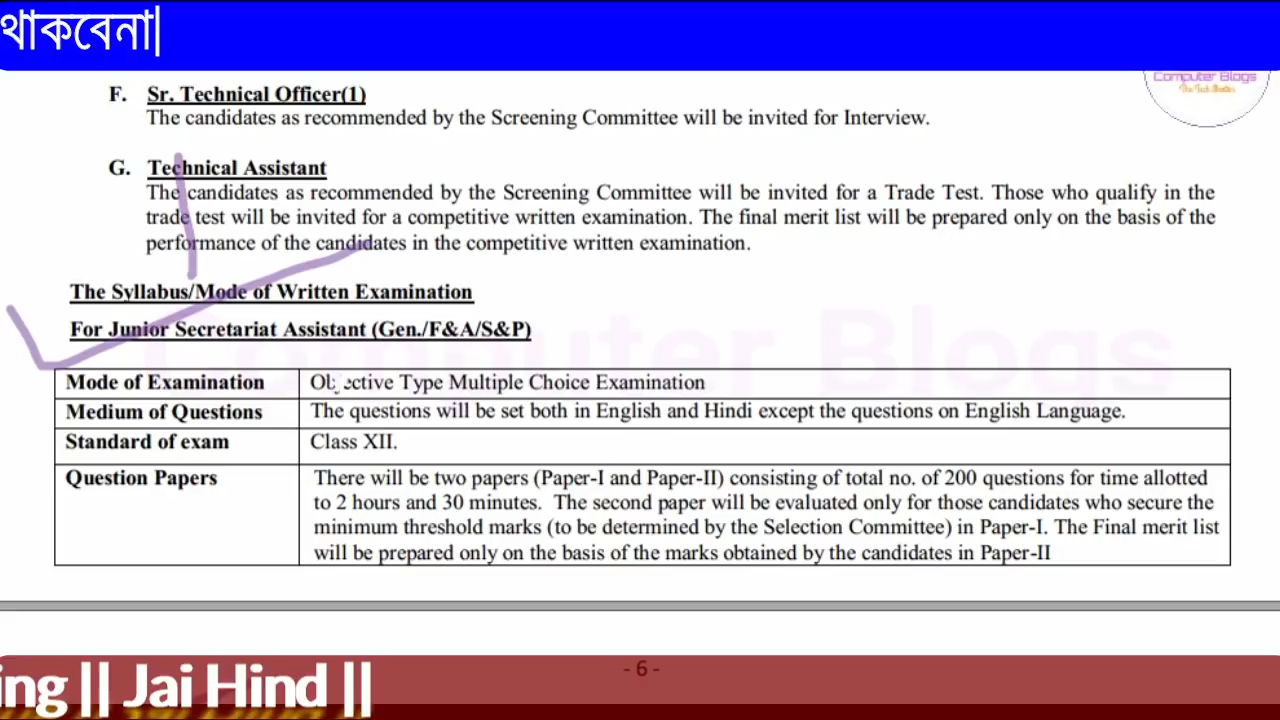 থাকবেনা|
Computer Blogs
F. Sr. Technical Officer(1)
The candidates as recommended by the Screening Committee will be invited for Interview.
G. Technical Assistant
The candidates as recommended by the Screening Committee will be invited for a Trade Test. Those who qualify in the
trade test will be invited for a competitive written examination. The final merit list will be prepared only on the basis of the
performance of the candidates in the competitive written examination.
The Syllabus/Mode of Written Examination
For Junior Secretariat Assistant (Gen./F&A/S&P)
Computer Blogs
Mode of Examination Objective Type Multiple Choice Examination
Medium of Questions The questions will be set both in English and Hindi except the questions on English Language.
Standard of exam Class XII.
Question Papers There will be two papers (Paper-I and Paper-II) consisting of total no. of 200 questions for time allotted
to 2 hours and 30 minutes. The second paper will be evaluated only for those candidates who secure the
minimum threshold marks (to be determined by the Selection Committee) in Paper-I. The Final merit list
will be prepared only on the basis of the marks obtained by the candidates in Paper-II
- 6 -
ing || Jai Hind ||